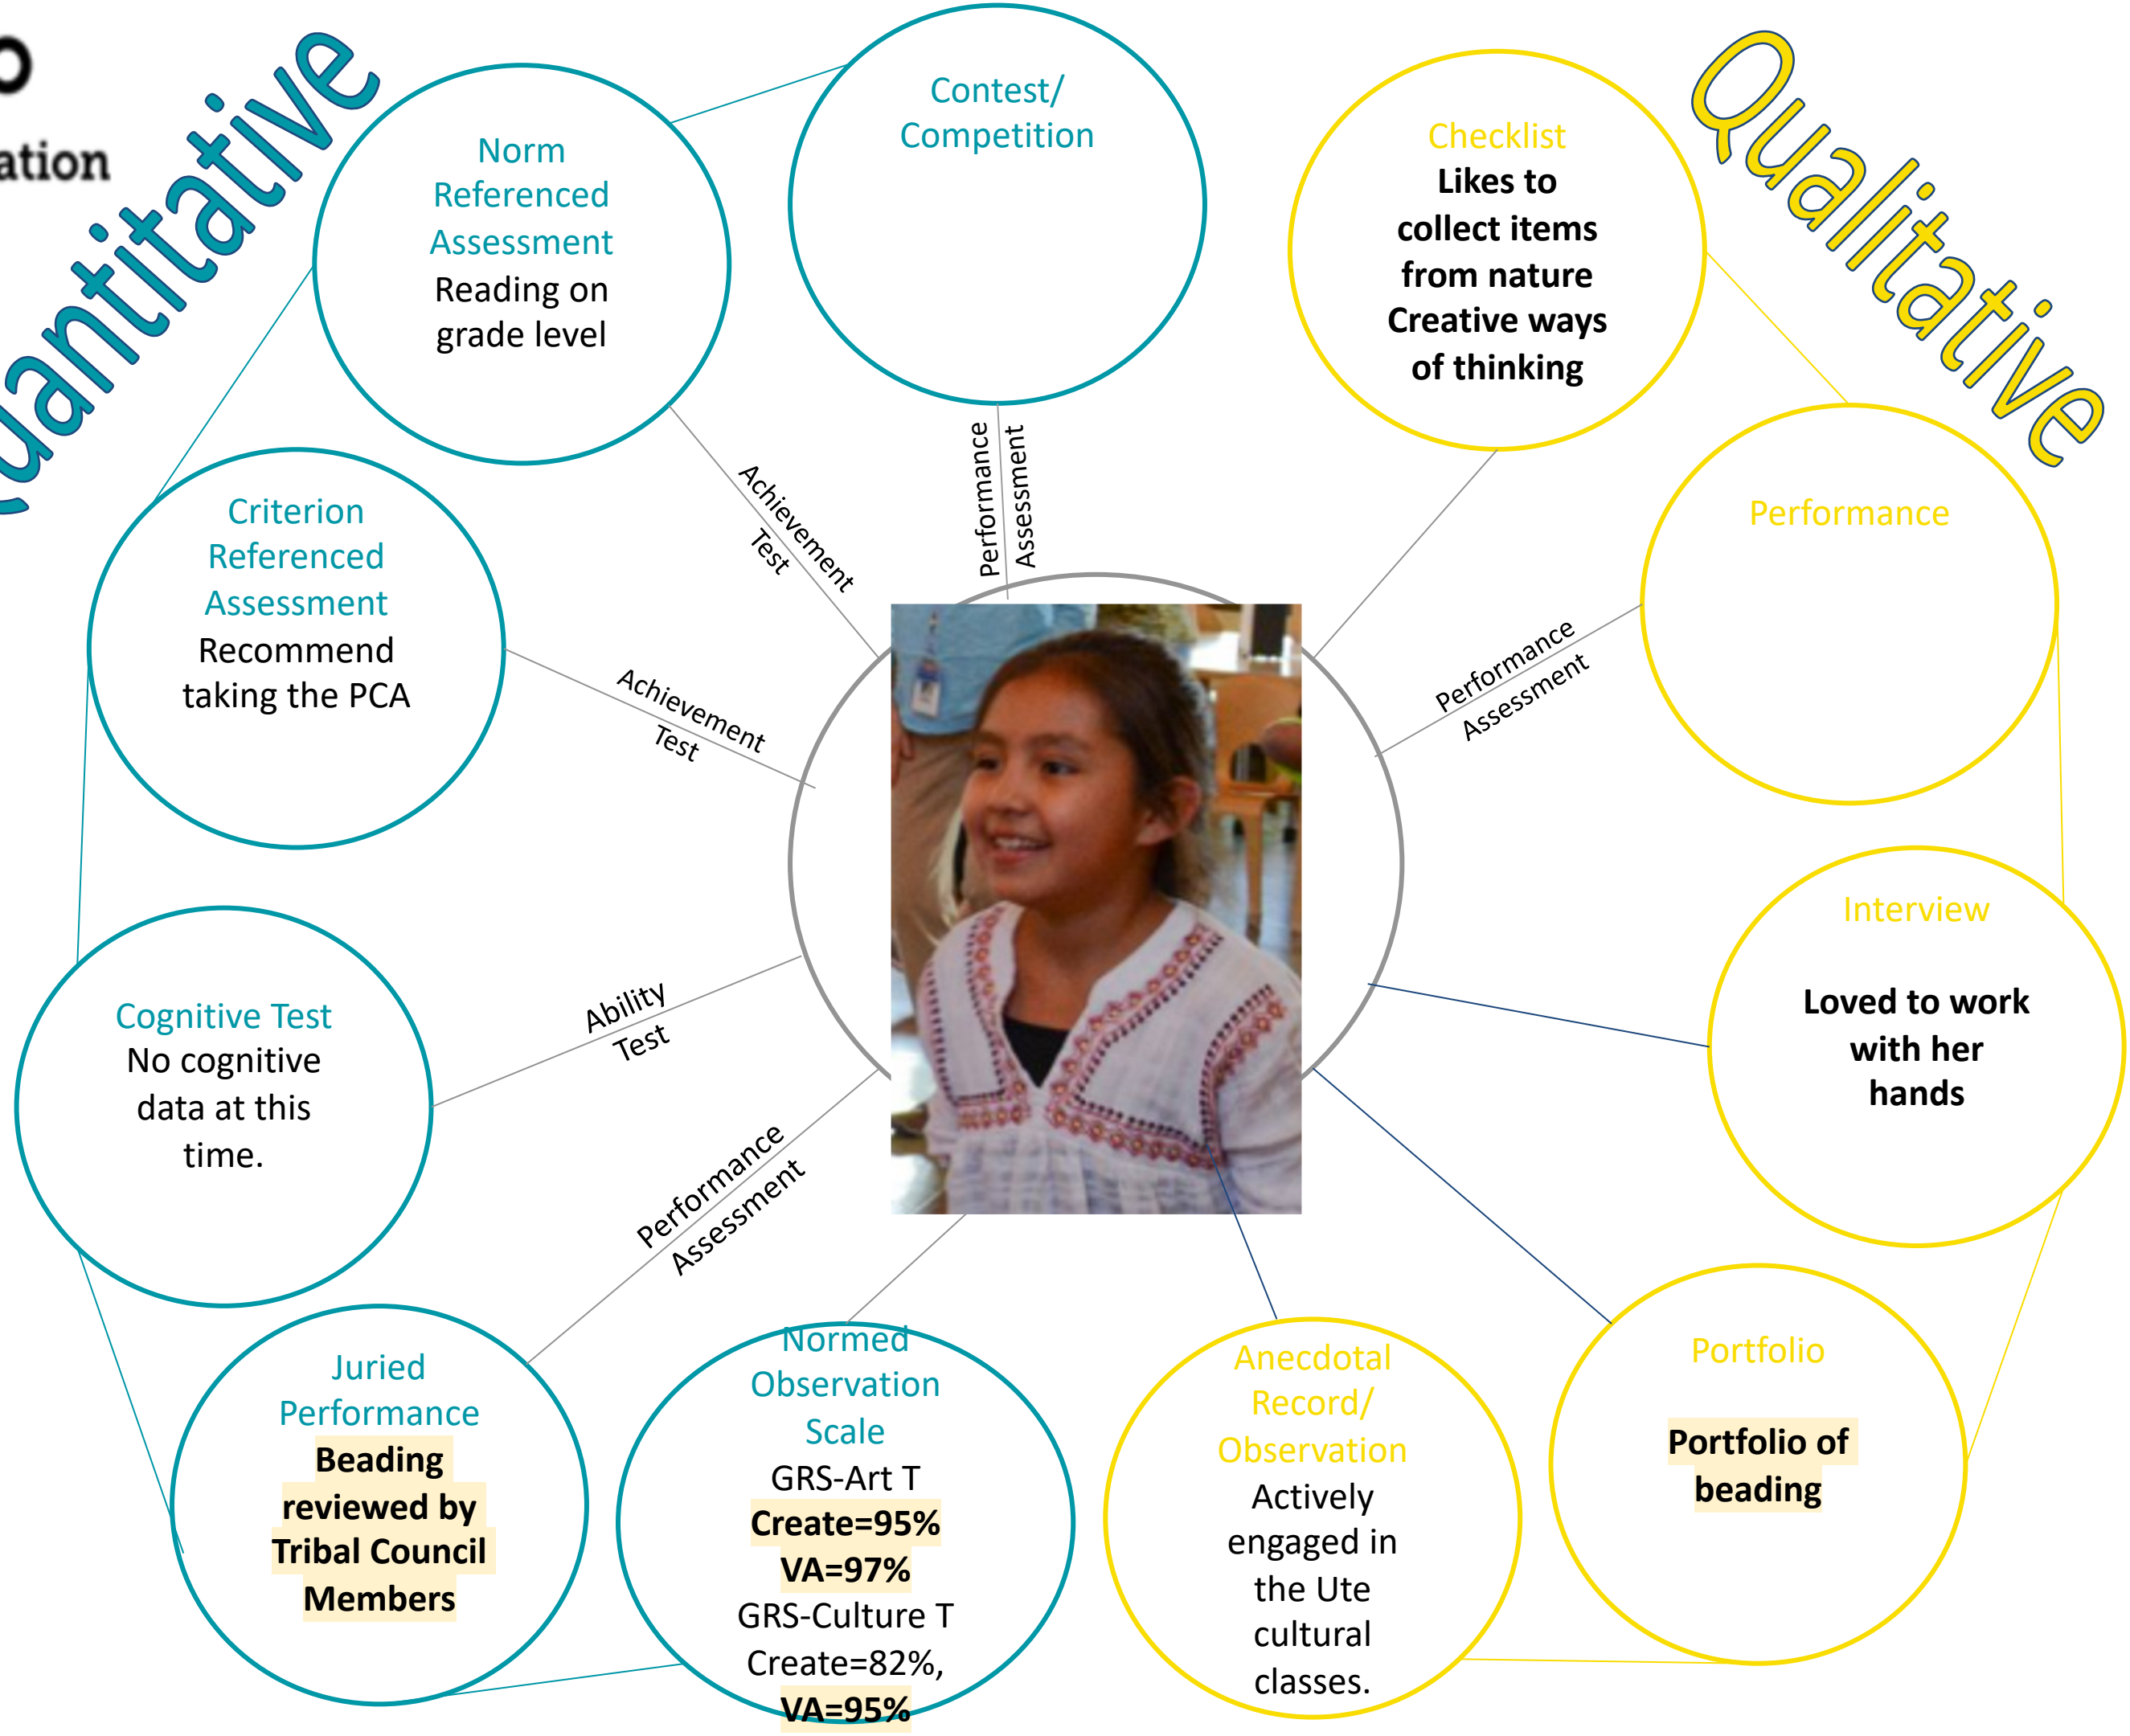 ation
Quantitative
Qualitative
Contest/
Competition
Norm
Referenced
Assessment
Reading on
grade level
Checklist
Likes to
collect items
from nature
Creative ways
of thinking
Criterion
Referenced
Assessment
Recommend
taking the PCA
Performance
Achievement
Test
Performance
Assessment
Achievement
Test
Performance
Assessment
Interview
Loved to work
with her
hands
Cognitive Test
No cognitive
data at this
time.
Ability
Test
Performance
Assessment
Juried
Performance
Beading
reviewed by
Tribal Council
Members
Normed
Observation
Scale
GRS-Art T
Create=95%
VA=97%
GRS-Culture T
Create=82%,
VA=95%
Anecdotal
Record/
Observation
Actively
engaged in
the Ute
cultural
classes.
Portfolio
Portfolio of
beading